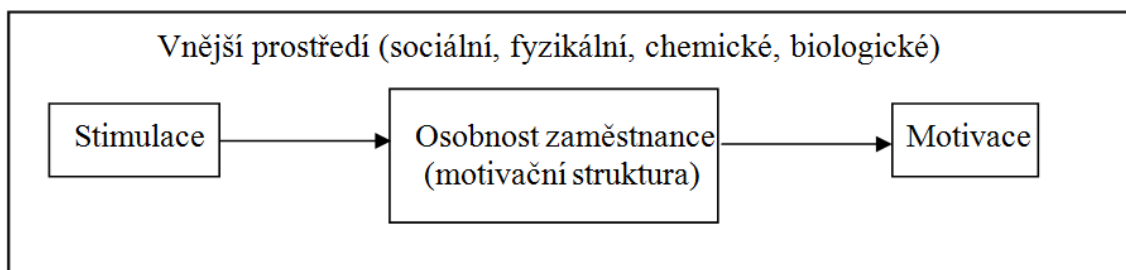 Vnější prostředí (sociální, fyzikální, chemické, biologické)
Stimulace
Osobnost zaměstnance
(motivační struktura)
Motivace